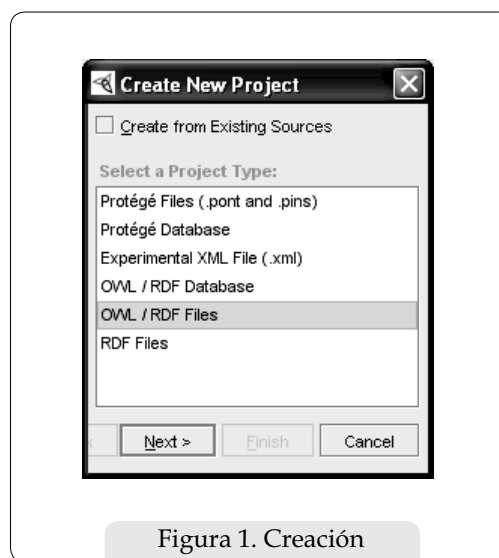 Create New Project
Create from Existing Sources
Select a Project Type:
Protégé Files (.pont and .pins)
Protégé Database
Experimental XML File (.xml)
OWL / RDF Database
OWL / RDF Files
RDF Files
Next >
Finish
Cancel
Figura 1. Creación